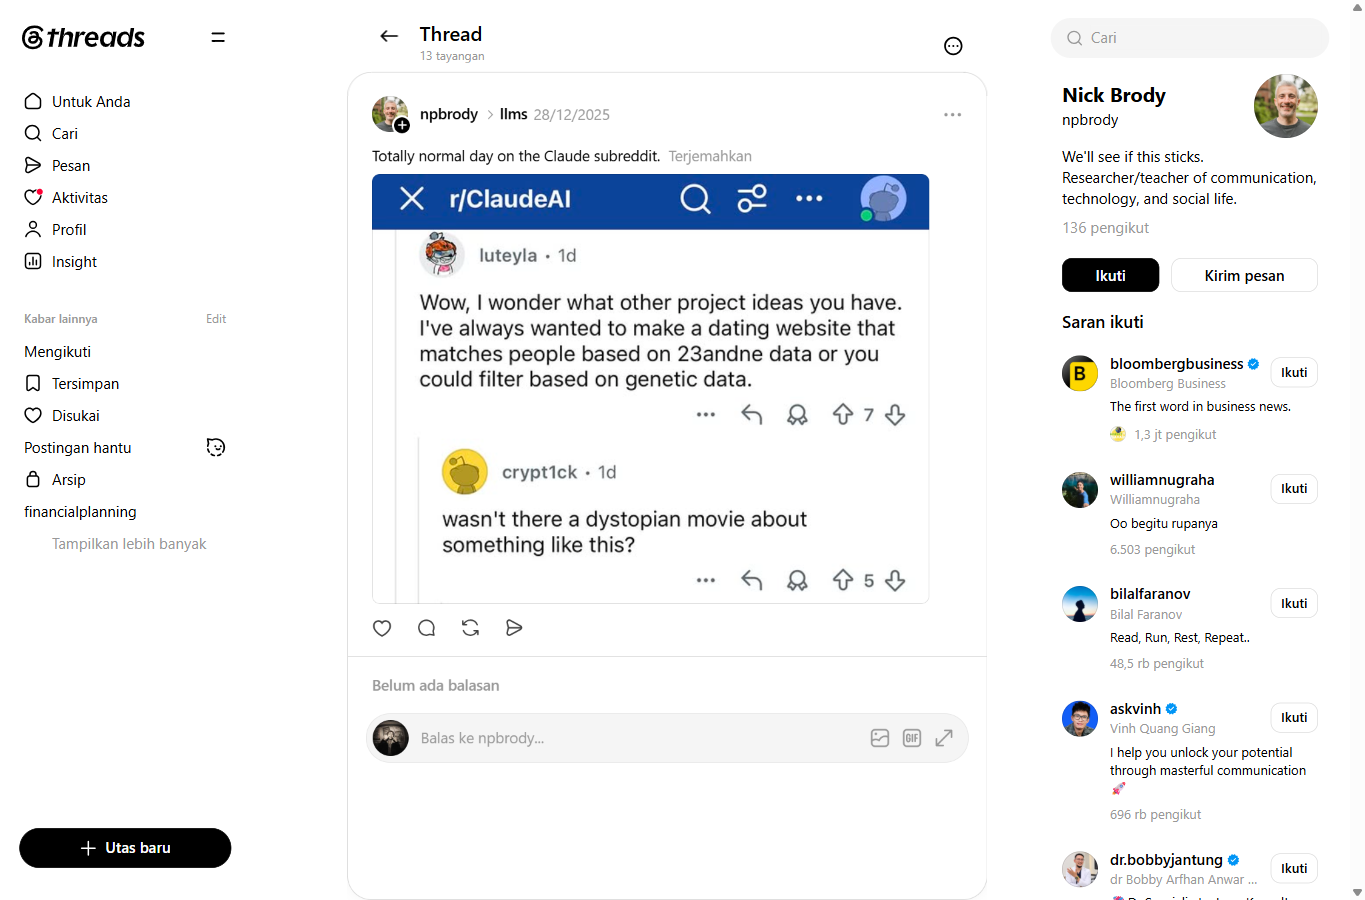 threads
Untuk Anda
Cari
Pesan
Aktivitas
Profil
Insight
Kabar lainnya
Edit
Mengikuti
Tersimpan
Disukai
Postingan hantu
Arsip
financialplanning
Tampilkan lebih banyak
Utas baru
Thread
13 tayangan
npbrody > llms 28/12/2025
Totally normal day on the Claude subreddit. Terjemahkan
r/ClaudeAI
luteyla • 1d
Wow, I wonder what other project ideas you have.
I've always wanted to make a dating website that
matches people based on 23andne data or you
could filter based on genetic data.
7
crypt1ck • 1d
wasn't there a dystopian movie about
something like this?
5
Belum ada balasan
Balas ke npbrody...
GIF
Cari
Nick Brody
npbrody
We'll see if this sticks.
Researcher/teacher of communication,
technology, and social life.
136 pengikut
Ikuti
Kirim pesan
Saran ikuti
B
bloombergbusiness
Bloomberg Business
Ikuti
The first word in business news.
1,3 jt pengikut
williamnugraha
Williamnugraha
Ikuti
Oo begitu rupanya
6.503 pengikut
bilalfaranov
Bilal Faranov
Ikuti
Read, Run, Rest, Repeat..
48,5 rb pengikut
askvinh
Vinh Quang Giang
Ikuti
I help you unlock your potential
through masterful communication
🚀
696 rb pengikut
dr.bobbyjantung
dr Bobby Arfhan Anwar ...
Ikuti